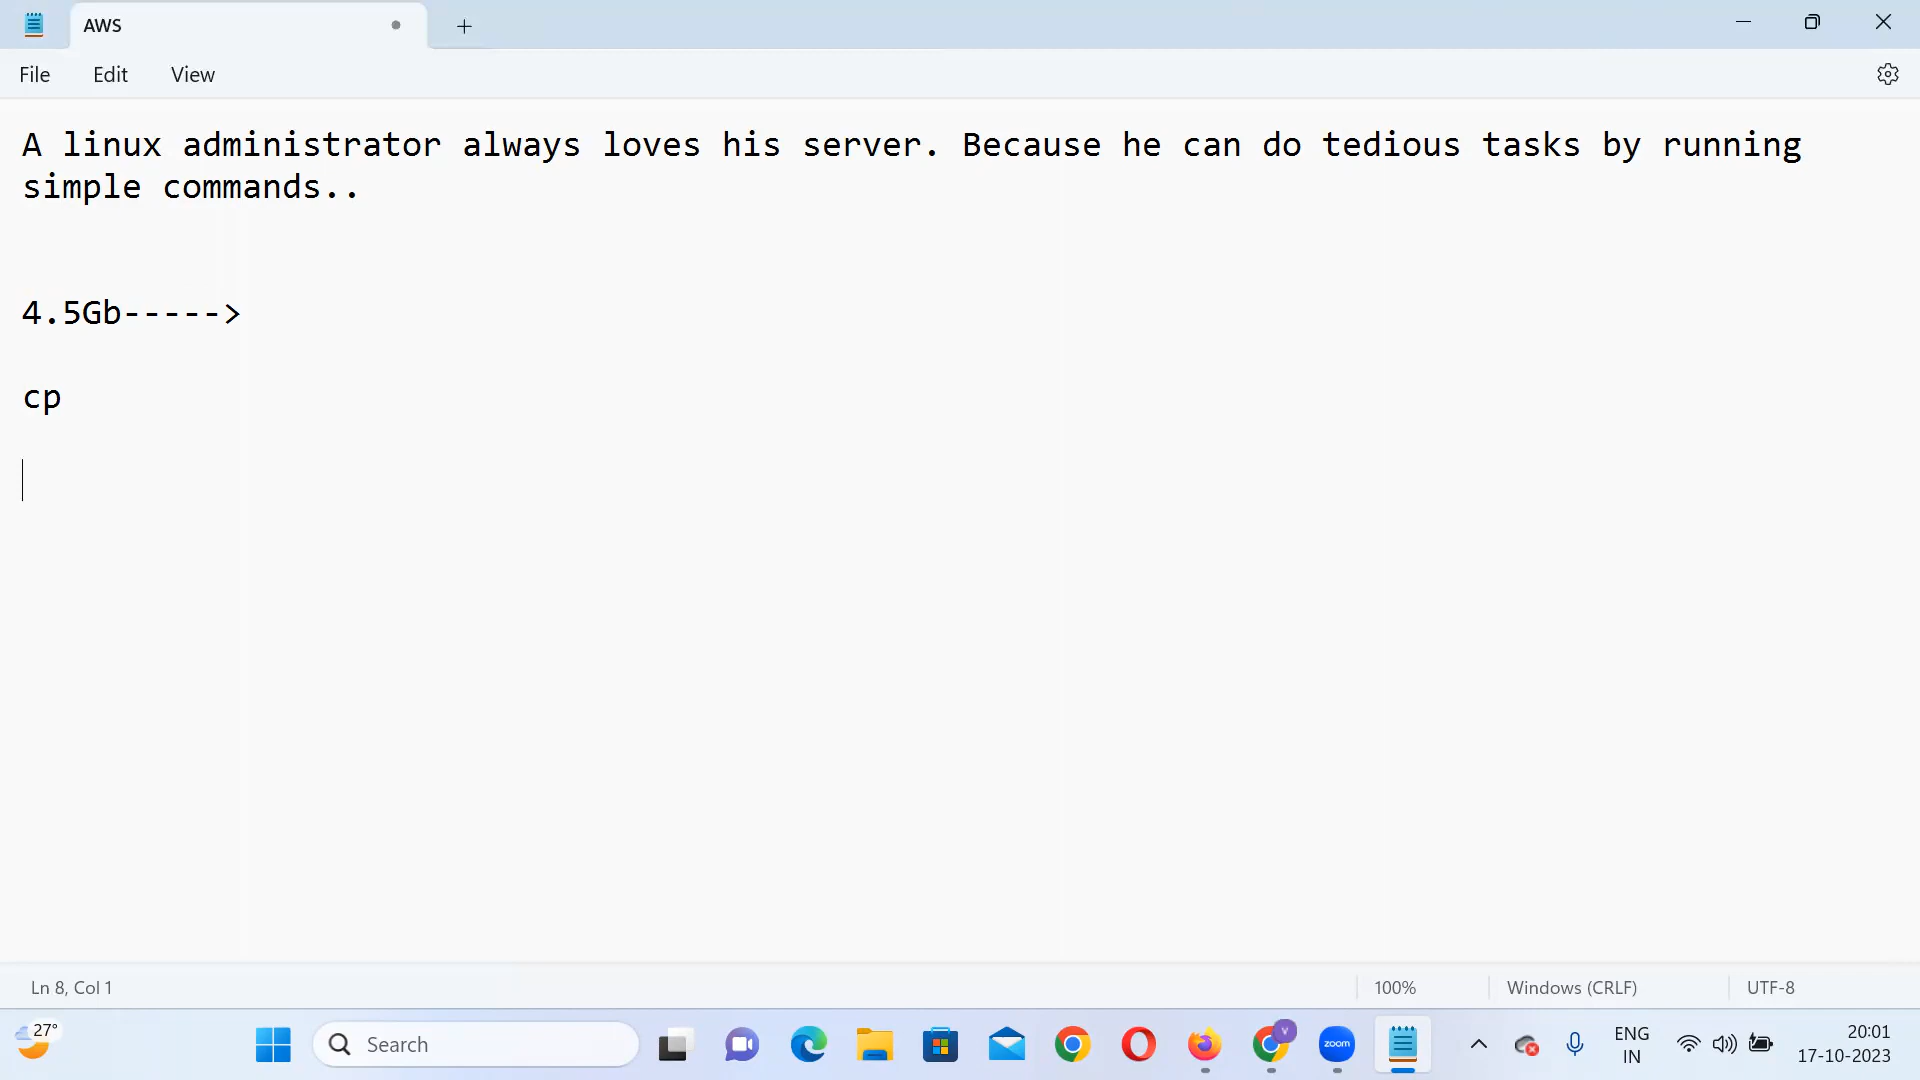 AWS
File Edit View
A linux administrator always loves his server. Because he can do tedious tasks by running
simple commands..
4.5Gb----->
cp
Ln 8, Col 1 100% Windows (CRLF) UTF-8
27° Search V zoom ENG 20:01
IN 17-10-2023